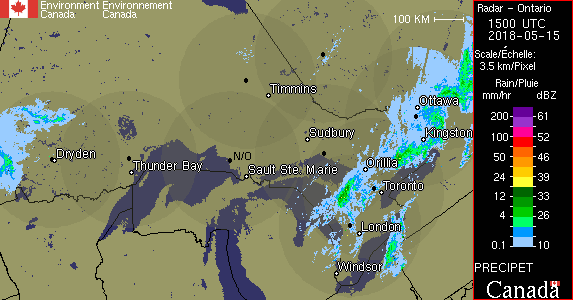 Environment Environnement
Canada Canada
100 KM
Timmins
Ottawa
Sudbury
Kingston
Dryden
N/O
Thunder Bay
Sault Ste. Marie
Orillia
Toronto
London
Windsor
Radar - Ontario
1500 UTC
2018-05-15
Scale/Échelle:
3.5 km/Pixel
Rain/Pluie
mm/hr dBZ
200 61
100 52
50 46
24 39
12 33
4 26
0.1 10
PRECIPET
Canada